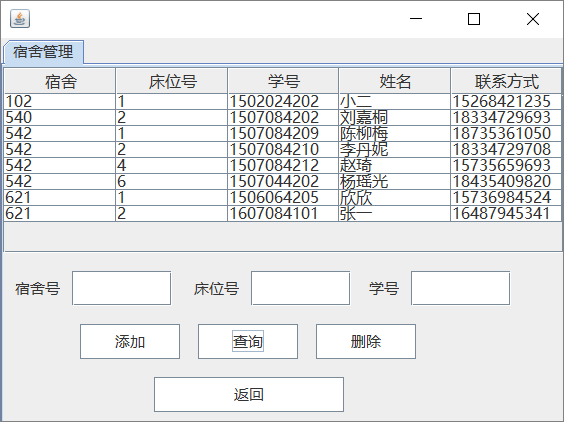 宿舍管理
宿舍 床位号 学号 姓名 联系方式
102 1 1502024202 小二 15268421235
540 2 1507084202 刘嘉桐 18334729693
542 1 1507084209 陈柳梅 18735361050
542 2 1507084210 李丹妮 18334729708
542 4 1507084212 赵琦 15735659693
542 6 1507044202 杨瑶光 18435409820
621 1 1506064205 欣欣 15736984524
621 2 1607084101 张一 16487945341
宿舍号 床位号 学号
添加 查询 删除
返回